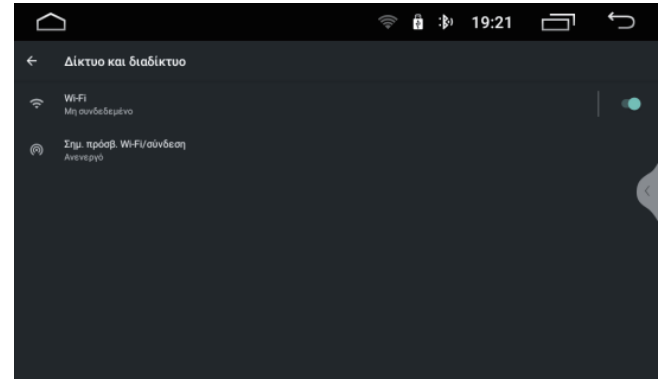 19:21
Δίκτυο και διαδίκτυο
Wi-Fi
Μη συνδεδεμένο
Σημ. πρόσβ. Wi-Fi/σύνδεση
Ανενεργό